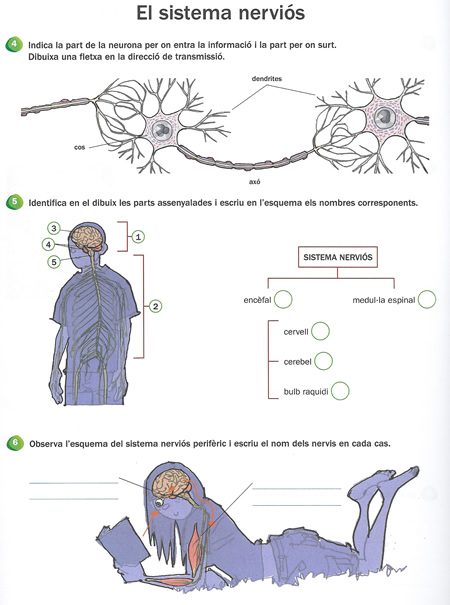 El sistema nerviós
4 Indica la part de la neurona per on entra la informació i la part per on surt.
Dibuixa una fletxa en la direcció de transmissió.
dendrites
cos
axó
5 Identifica en el dibuix les parts assenyalades i escriu en l'esquema els nombres corresponents.
3
1
4
5
2
SISTEMA NERVIÓS
encèfal
medul·la espinal
cervell
cerebel
bulb raquidi
6 Observa l'esquema del sistema nerviós perifèric i escriu el nom dels nervis en cada cas.